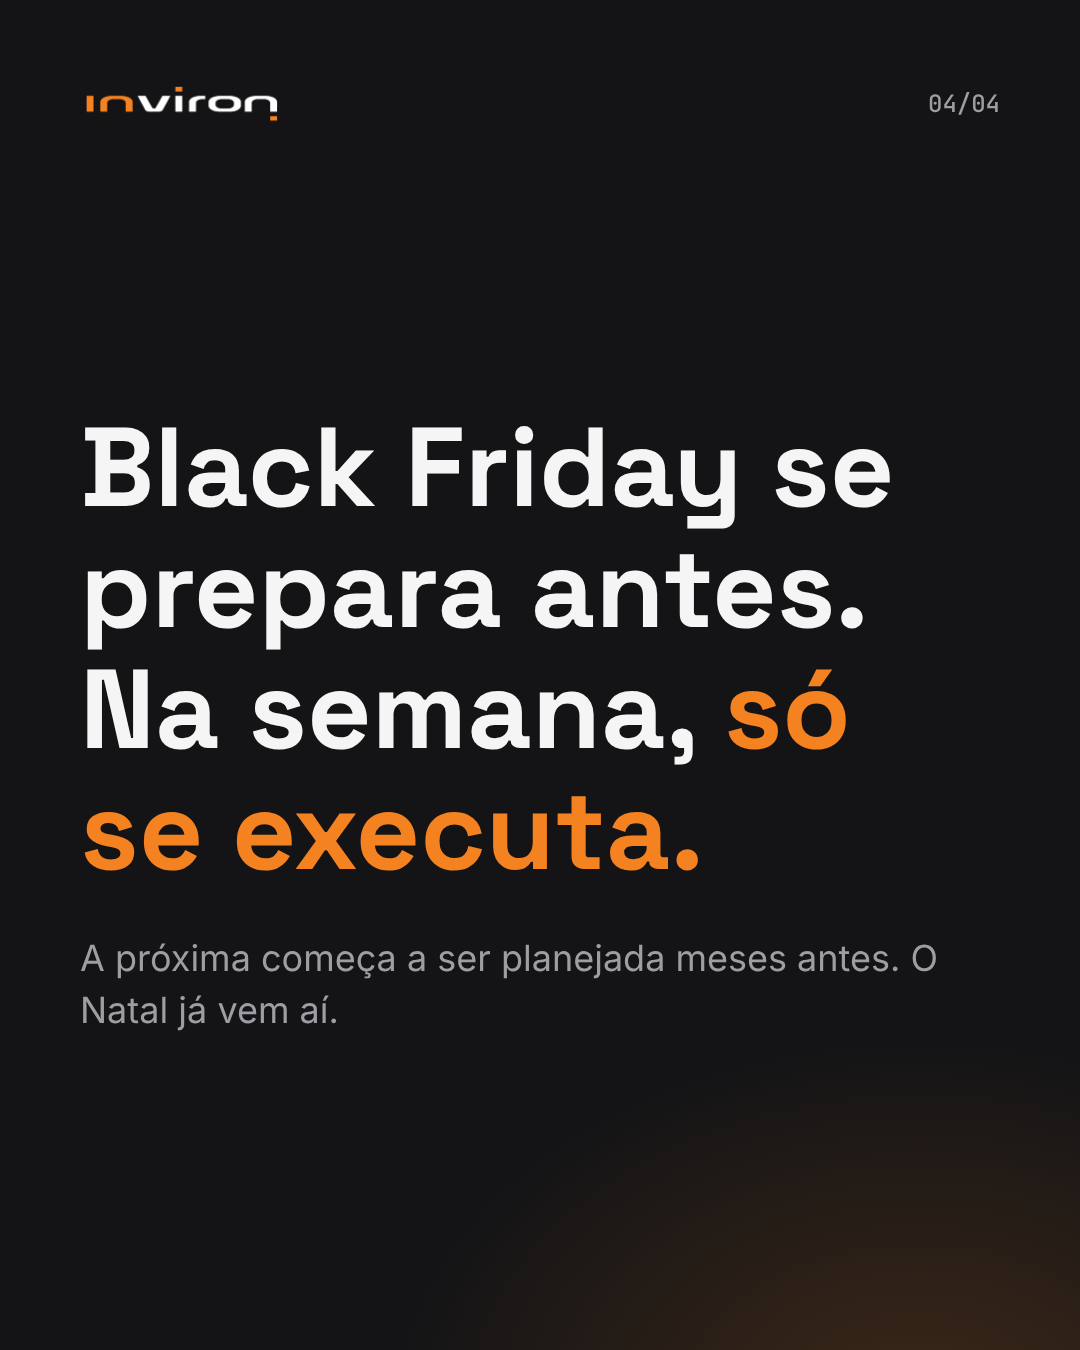 inviron
04/04
Black Friday se
prepara antes.
Na semana, só
se executa.
A próxima começa a ser planejada meses antes. O
Natal já vem aí.